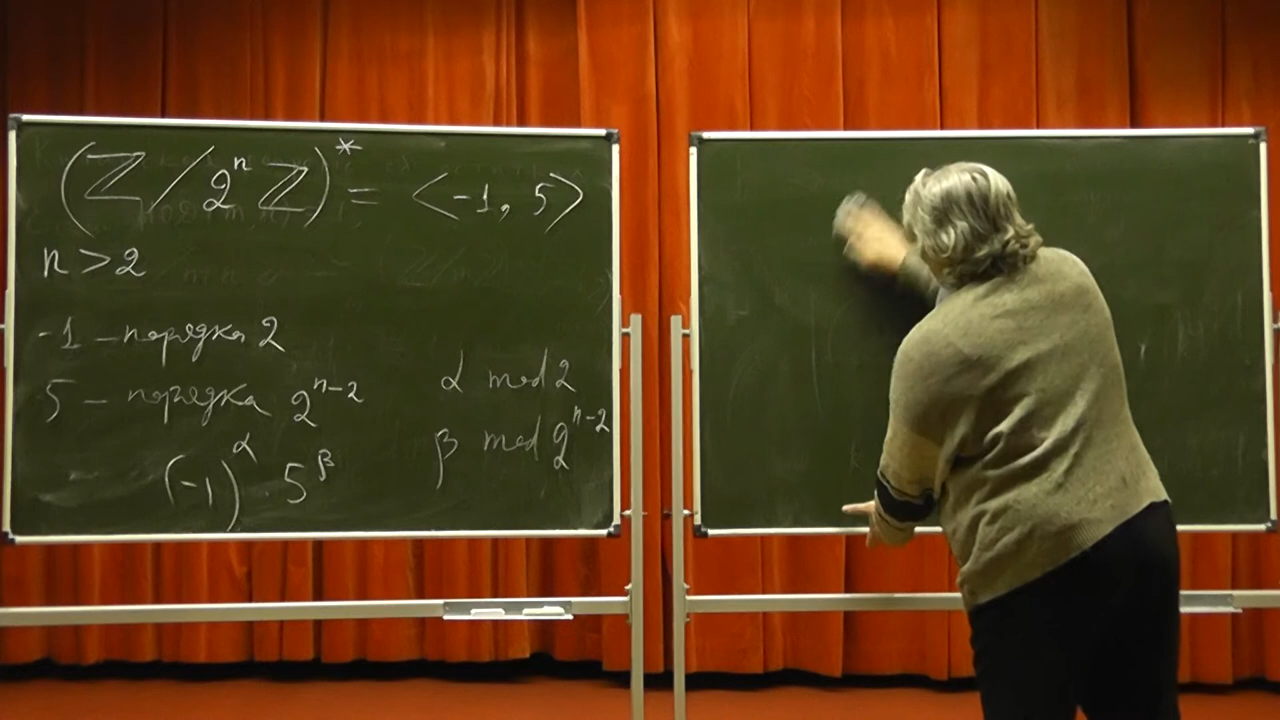 (ℤ/2ⁿℤ)* = <-1, 5>
n > 2
-1 – порядка 2
5 – порядка 2ⁿ⁻²
α mod 2
β mod 2ⁿ⁻²
(-1)^α · 5^β